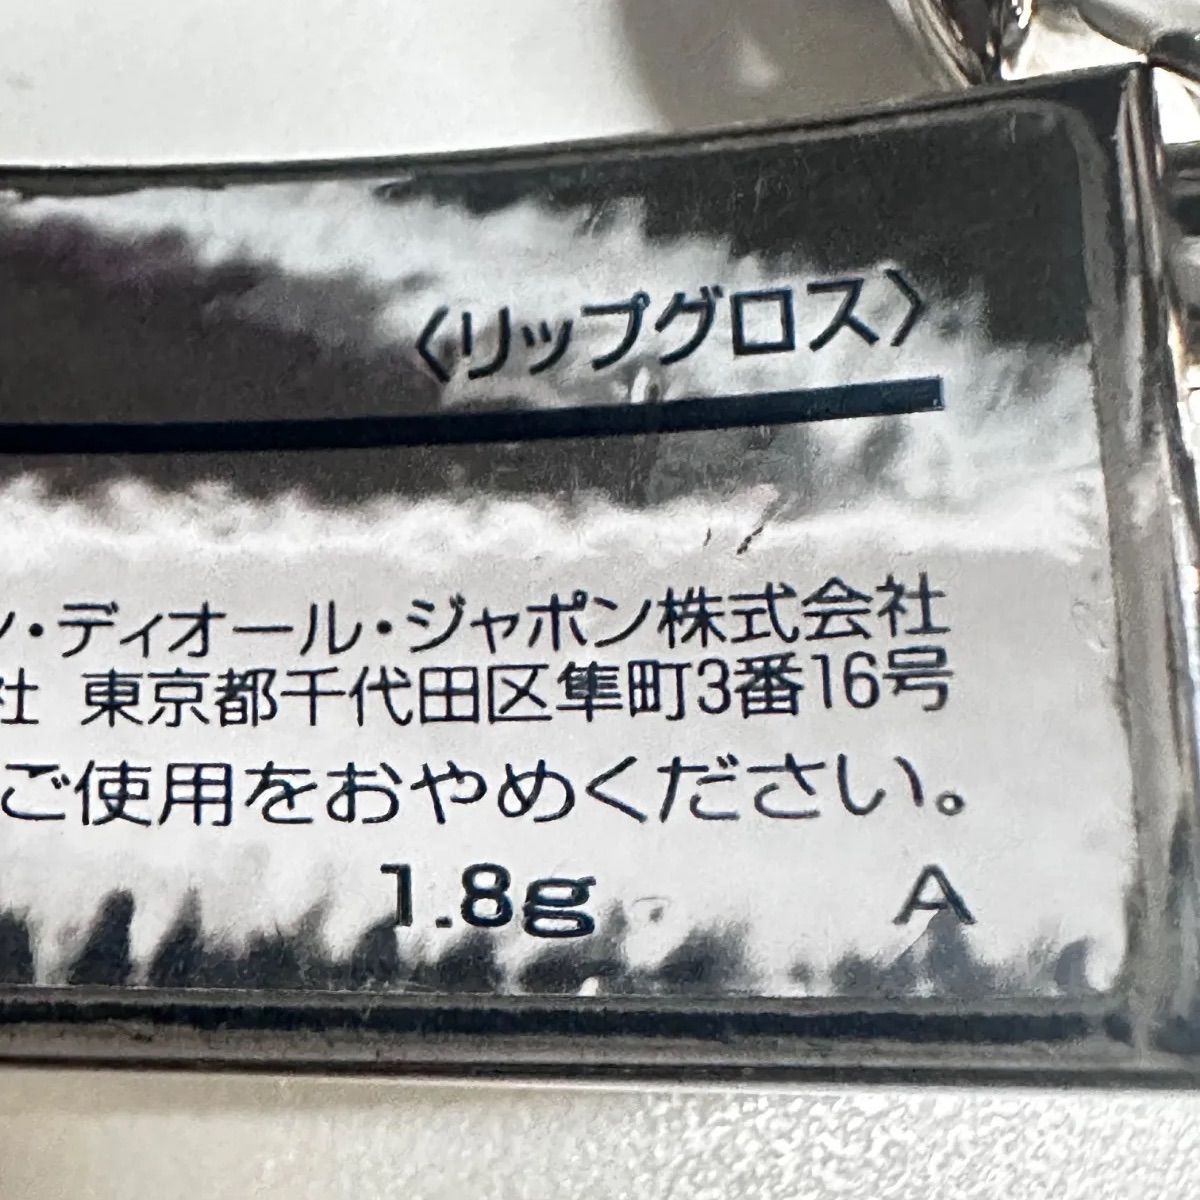 〈リップグロス〉
ン・ディオール・ジャポン株式会社
社 東京都千代田区隼町3番16号
ご使用をおやめください。
1.8g A